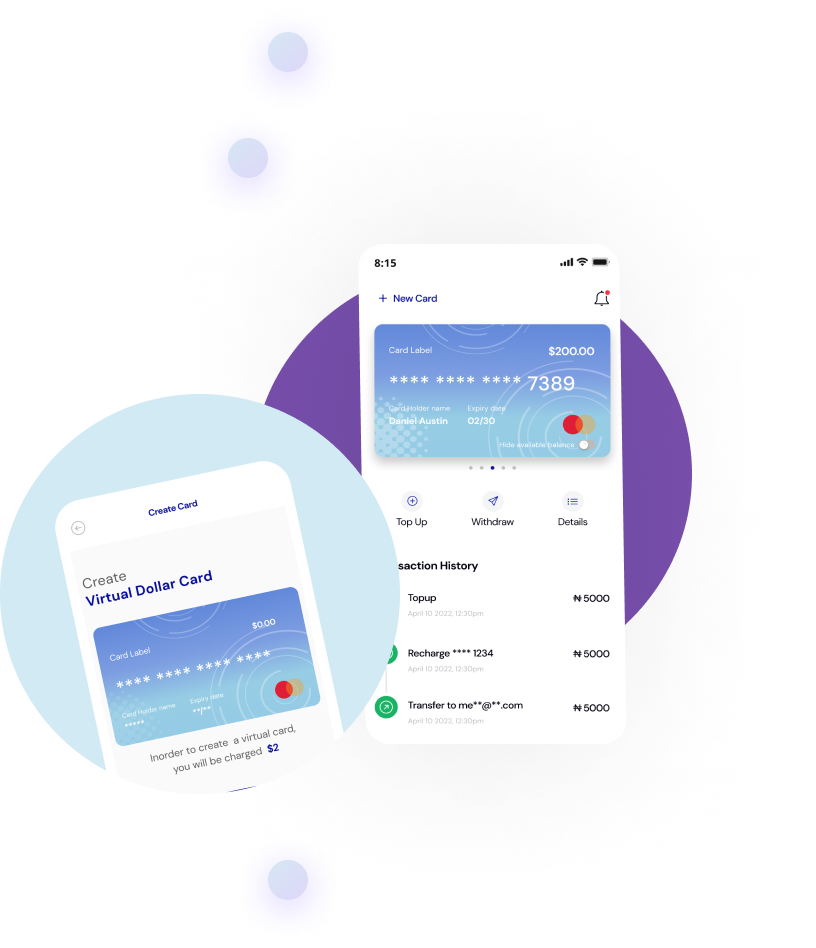 8:15
+ New Card
Card Label
$200.00
**** **** **** 7389
Card Holder name
Expiry date
Daniel Austin
02/30
Hide available balance
Top Up
Withdraw
Details
saction History
Topup
₦5000
April 10 2022, 12:30pm
Recharge **** 1234
₦5000
April 10 2022, 12:30pm
Transfer to me**@**.com
₦5000
April 10 2022, 12:30pm
Create Card
Create
Virtual Dollar Card
$0.00
Card Label
**** **** **** ****
Card Holder name
Expiry date
*****
**/**
Inorder to create a virtual card,
you will be charged $2